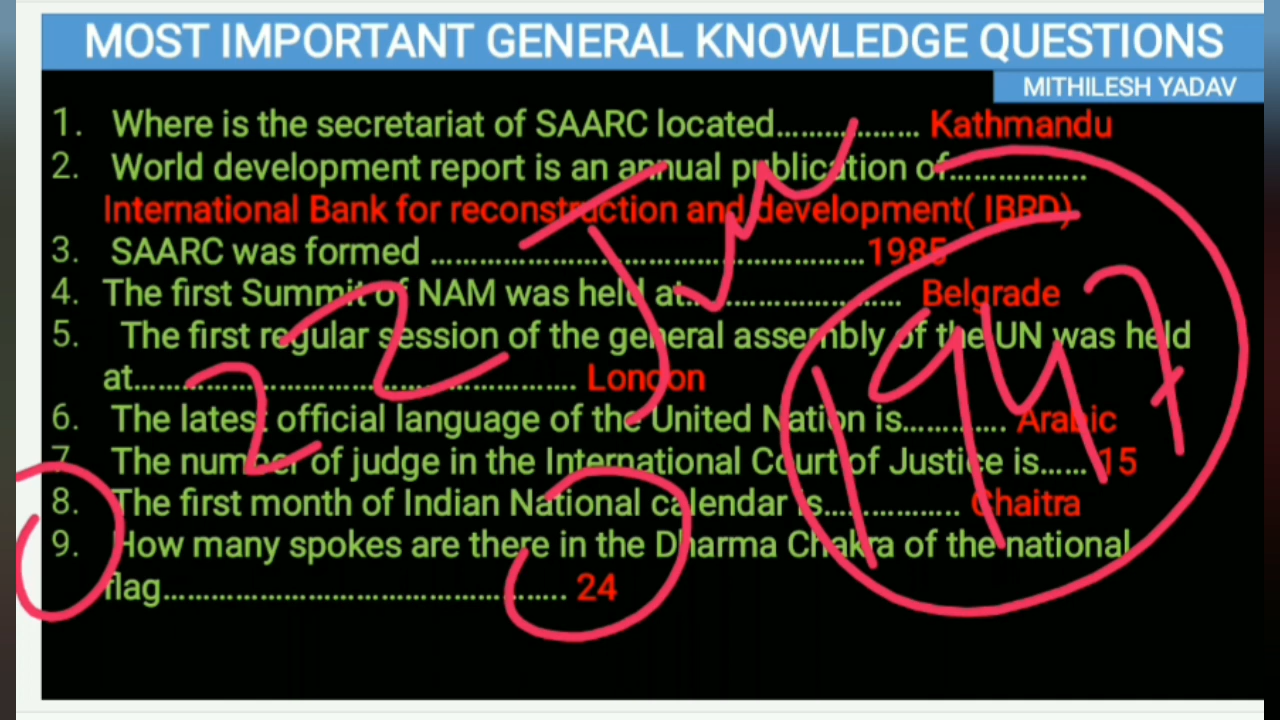 MOST IMPORTANT GENERAL KNOWLEDGE QUESTIONS
MITHILESH YADAV
1. Where is the secretariat of SAARC located.................. Kathmandu
2. World development report is an annual publication of.................
International Bank for reconstruction and development( IBRD)
3. SAARC was formed ......................................................1985
4. The first Summit of NAM was held at........................... Belgrade
5. The first regular session of the general assembly of the UN was held
at....................................................... London
6. The latest official language of the United Nation is............. Arabic
7. The number of judge in the International Court of Justice is...... 15
8. The first month of Indian National calendar is................. Chaitra
9. How many spokes are there in the Dharma Chakra of the national
flag.................................................. 24
22 July
1947